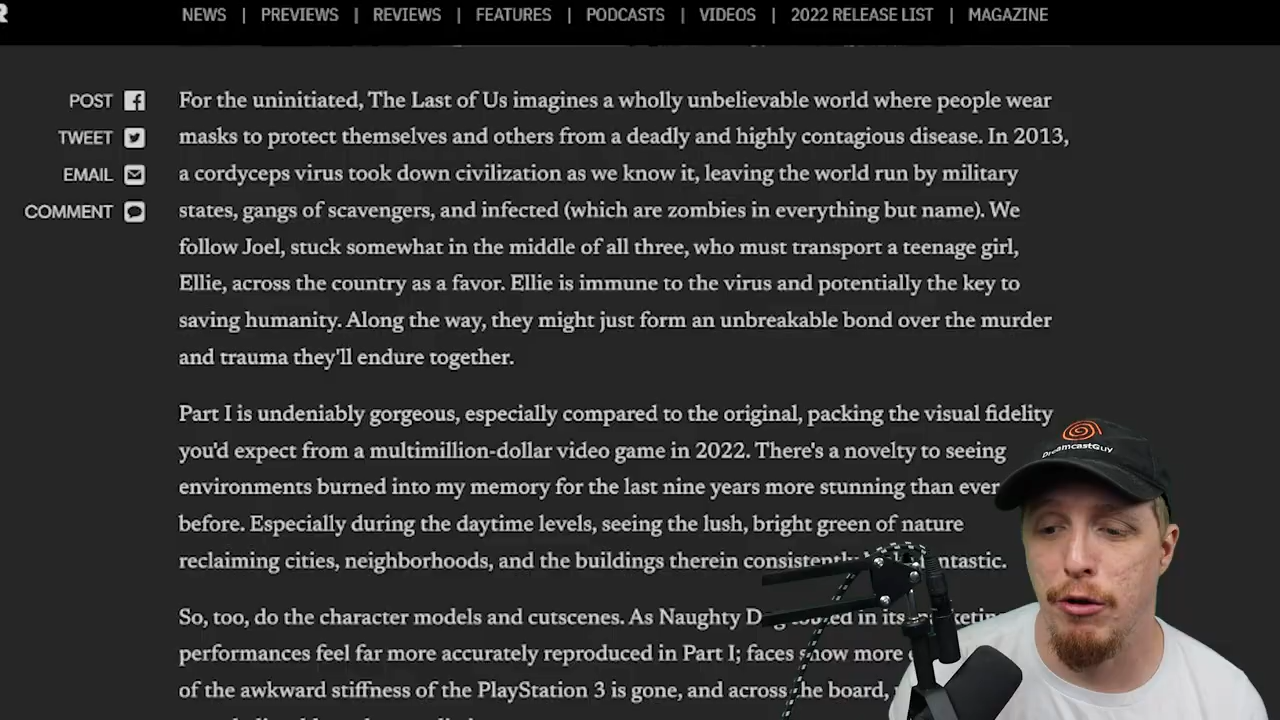 R
NEWS | PREVIEWS | REVIEWS | FEATURES | PODCASTS | VIDEOS | 2022 RELEASE LIST | MAGAZINE
POST
TWEET
EMAIL
COMMENT
For the uninitiated, The Last of Us imagines a wholly unbelievable world where people wear
masks to protect themselves and others from a deadly and highly contagious disease. In 2013,
a cordyceps virus took down civilization as we know it, leaving the world run by military
states, gangs of scavengers, and infected (which are zombies in everything but name). We
follow Joel, stuck somewhat in the middle of all three, who must transport a teenage girl,
Ellie, across the country as a favor. Ellie is immune to the virus and potentially the key to
saving humanity. Along the way, they might just form an unbreakable bond over the murder
and trauma they'll endure together.
Part I is undeniably gorgeous, especially compared to the original, packing the visual fidelity
you'd expect from a multimillion-dollar video game in 2022. There's a novelty to seeing
environments burned into my memory for the last nine years more stunning than ever
before. Especially during the daytime levels, seeing the lush, bright green of nature
reclaiming cities, neighborhoods, and the buildings therein consistently
So, too, do the character models and cutscenes. As Naughty in its
performances feel far more accurately reproduced in Part I; faces show more
of the awkward stiffness of the PlayStation 3 is gone, and across the board,
DreamcastGuy